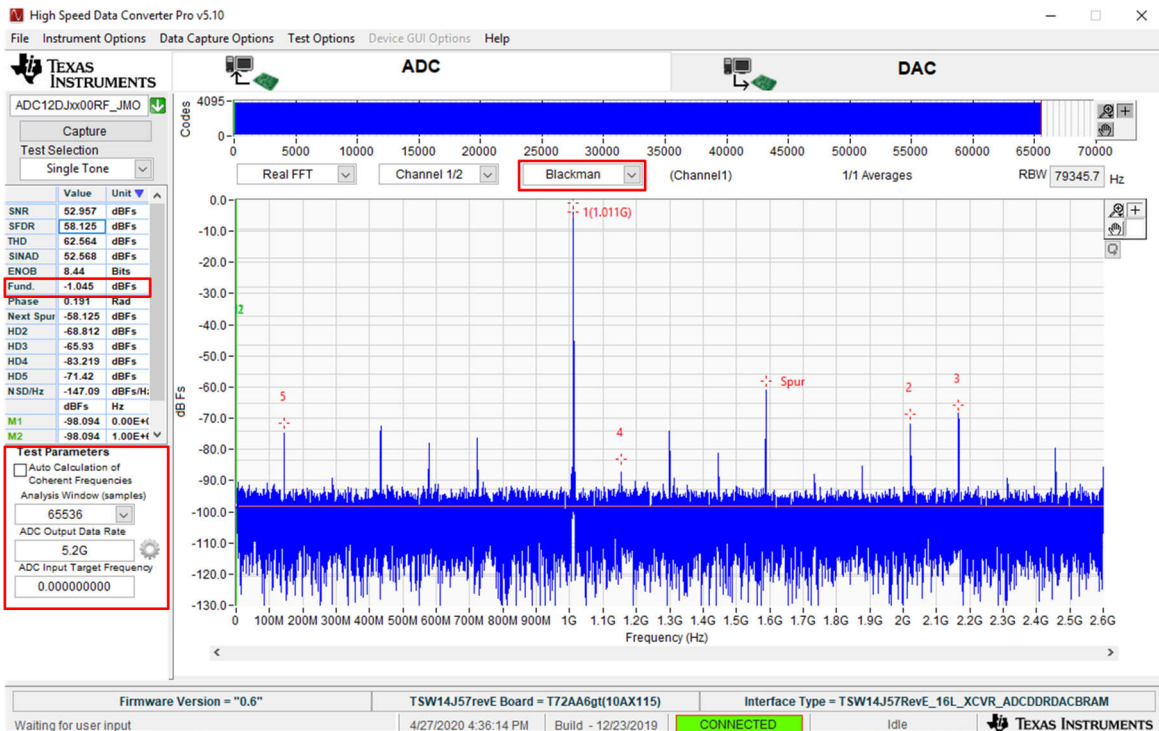 High Speed Data Converter Pro v5.10
File Instrument Options Data Capture Options Test Options Device GUI Options Help
TEXAS INSTRUMENTS
ADC
DAC
ADC12DJxx00RF_JMO
Capture
Test Selection
Single Tone
Codes
4095
0
0 5000 10000 15000 20000 25000 30000 35000 40000 45000 50000 55000 60000 65000 70000
Real FFT Channel 1/2 Blackman (Channel1) 1/1 Averages RBW 79345.7 Hz
Value Unit
SNR 52.957 dBFs
SFDR 58.125 dBFs
THD 62.564 dBFs
SINAD 52.568 dBFs
ENOB 8.44 Bits
Fund. -1.045 dBFs
Phase 0.191 Rad
Next Spur -58.125 dBFs
HD2 -68.812 dBFs
HD3 -65.93 dBFs
HD4 -83.219 dBFs
HD5 -71.42 dBFs
NSD/Hz -147.09 dBFs/H
dBFs Hz
M1 -98.094 0.00E+
M2 -98.094 1.00E+
Test Parameters
Auto Calculation of
Coherent Frequencies
Analysis Window (samples)
65536
ADC Output Data Rate
5.2G
ADC Input Target Frequency
0.000000000
dB Fs
0.0
-10.0
-20.0
-30.0
-40.0
-50.0
-60.0
-70.0
-80.0
-90.0
-100.0
-110.0
-120.0
-130.0
1(1.011G)
5
4
Spur
2
3
0 100M 200M 300M 400M 500M 600M 700M 800M 900M 1G 1.1G 1.2G 1.3G 1.4G 1.5G 1.6G 1.7G 1.8G 1.9G 2G 2.1G 2.2G 2.3G 2.4G 2.5G 2.6G
Frequency (Hz)
Firmware Version = "0.6" TSW14J57revE Board = T72AA6gt(10AX115) Interface Type = TSW14J57RevE_16L_XCVR_ADCDDRDACBRAM
Waiting for user input 4/27/2020 4:36:14 PM Build - 12/23/2019 CONNECTED Idle TEXAS INSTRUMENTS